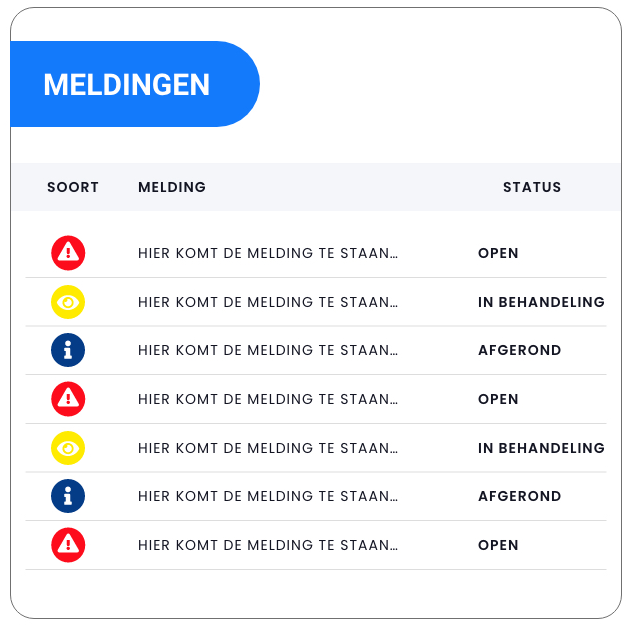 MELDINGEN
SOORT MELDING STATUS
HIER KOMT DE MELDING TE STAAN… OPEN
HIER KOMT DE MELDING TE STAAN… IN BEHANDELING
HIER KOMT DE MELDING TE STAAN… AFGEROND
HIER KOMT DE MELDING TE STAAN… OPEN
HIER KOMT DE MELDING TE STAAN… IN BEHANDELING
HIER KOMT DE MELDING TE STAAN… AFGEROND
HIER KOMT DE MELDING TE STAAN… OPEN